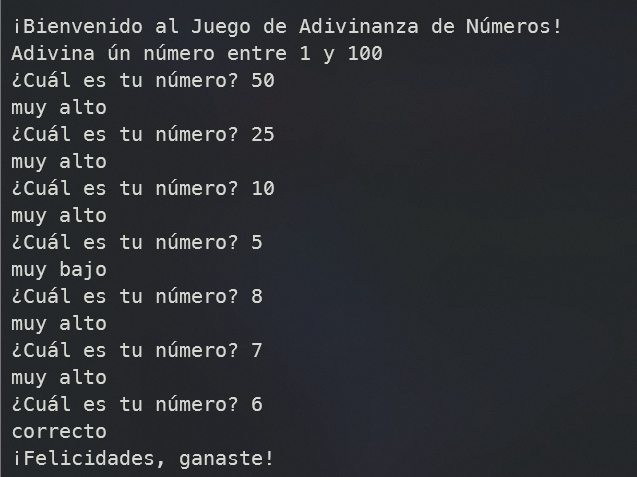 ¡Bienvenido al Juego de Adivinanza de Números!
Adivina ún número entre 1 y 100
¿Cuál es tu número? 50
muy alto
¿Cuál es tu número? 25
muy alto
¿Cuál es tu número? 10
muy alto
¿Cuál es tu número? 5
muy bajo
¿Cuál es tu número? 8
muy alto
¿Cuál es tu número? 7
muy alto
¿Cuál es tu número? 6
correcto
¡Felicidades, ganaste!